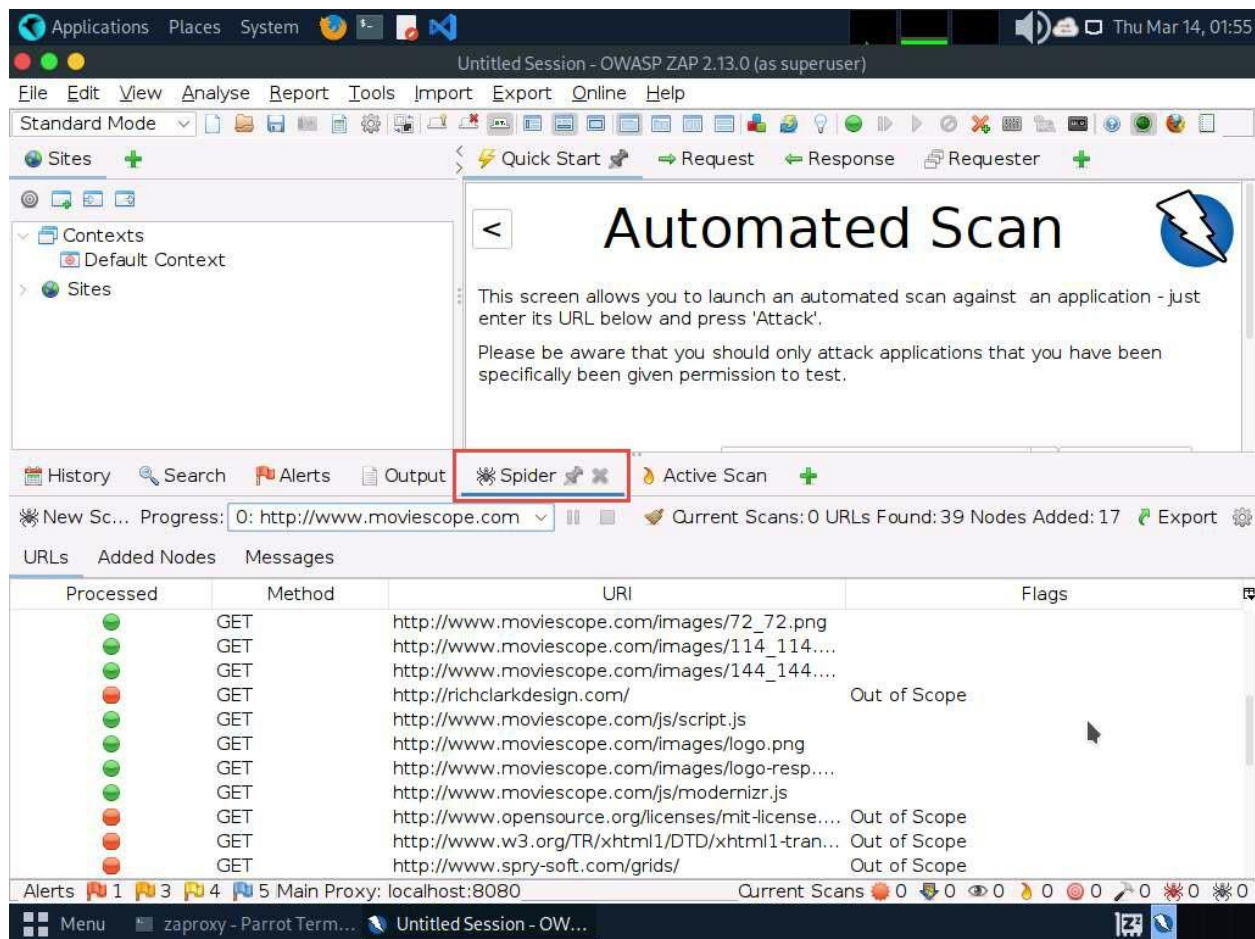 Applications Places System Thu Mar 14, 01:55
Untitled Session - OWASP ZAP 2.13.0 (as superuser)
File Edit View Analyse Report Tools Import Export Online Help
Standard Mode
Sites
Quick Start Request Response Requester
Contexts
Default Context
Sites
<
Automated Scan
This screen allows you to launch an automated scan against an application - just
enter its URL below and press 'Attack'.
Please be aware that you should only attack applications that you have been
specifically been given permission to test.
History Search Alerts Output Spider Active Scan
New Sc... Progress: 0: http://www.moviescope.com Current Scans: 0 URLs Found: 39 Nodes Added: 17 Export
URLs Added Nodes Messages
Processed Method URI Flags
GET http://www.moviescope.com/images/72_72.png
GET http://www.moviescope.com/images/114_114....
GET http://www.moviescope.com/images/144_144....
GET http://richclarkdesign.com/ Out of Scope
GET http://www.moviescope.com/js/script.js
GET http://www.moviescope.com/images/logo.png
GET http://www.moviescope.com/images/logo-resp....
GET http://www.moviescope.com/js/modernizr.js
GET http://www.opensource.org/licenses/mit-license.... Out of Scope
GET http://www.w3.org/TR/xhtml1/DTD/xhtml1-tran... Out of Scope
GET http://www.spry-soft.com/grids/ Out of Scope
Alerts 1 3 4 5 Main Proxy: localhost:8080 Current Scans 0 0 0 0 0 0 0 0
Menu zaproxy - Parrot Term... Untitled Session - OW...